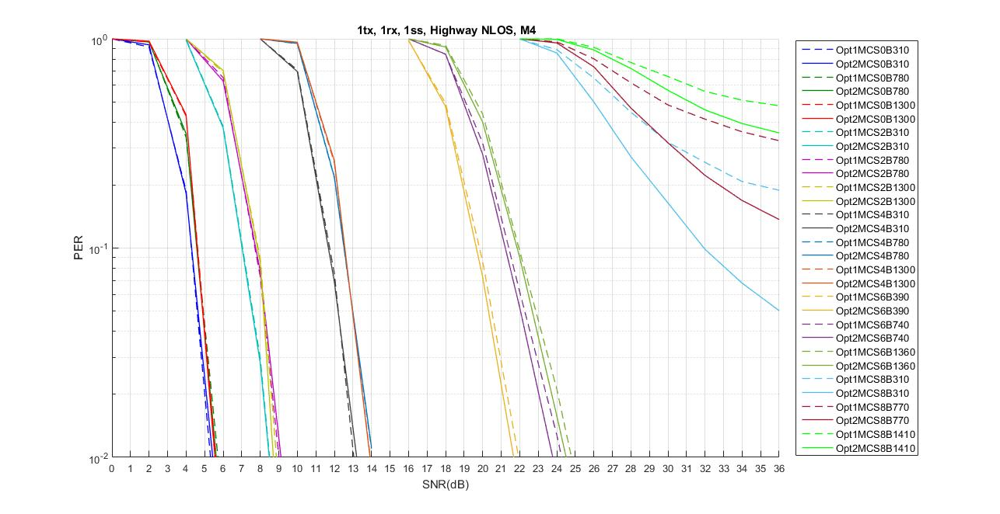 1tx, 1rx, 1ss, Highway NLOS, M4
10^0
10^-1
10^-2
PER
0 1 2 3 4 5 6 7 8 9 10 11 12 13 14 15 16 17 18 19 20 21 22 23 24 25 26 27 28 29 30 31 32 33 34 35 36
SNR(dB)
Opt1MCS0B310
Opt2MCS0B310
Opt1MCS0B780
Opt2MCS0B780
Opt1MCS0B1300
Opt2MCS0B1300
Opt1MCS2B310
Opt2MCS2B310
Opt1MCS2B780
Opt2MCS2B780
Opt1MCS2B1300
Opt2MCS2B1300
Opt1MCS4B310
Opt2MCS4B310
Opt1MCS4B780
Opt2MCS4B780
Opt1MCS4B1300
Opt2MCS4B1300
Opt1MCS6B390
Opt2MCS6B390
Opt1MCS6B740
Opt2MCS6B740
Opt1MCS6B1360
Opt2MCS6B1360
Opt1MCS8B310
Opt2MCS8B310
Opt1MCS8B770
Opt2MCS8B770
Opt1MCS8B1410
Opt2MCS8B1410